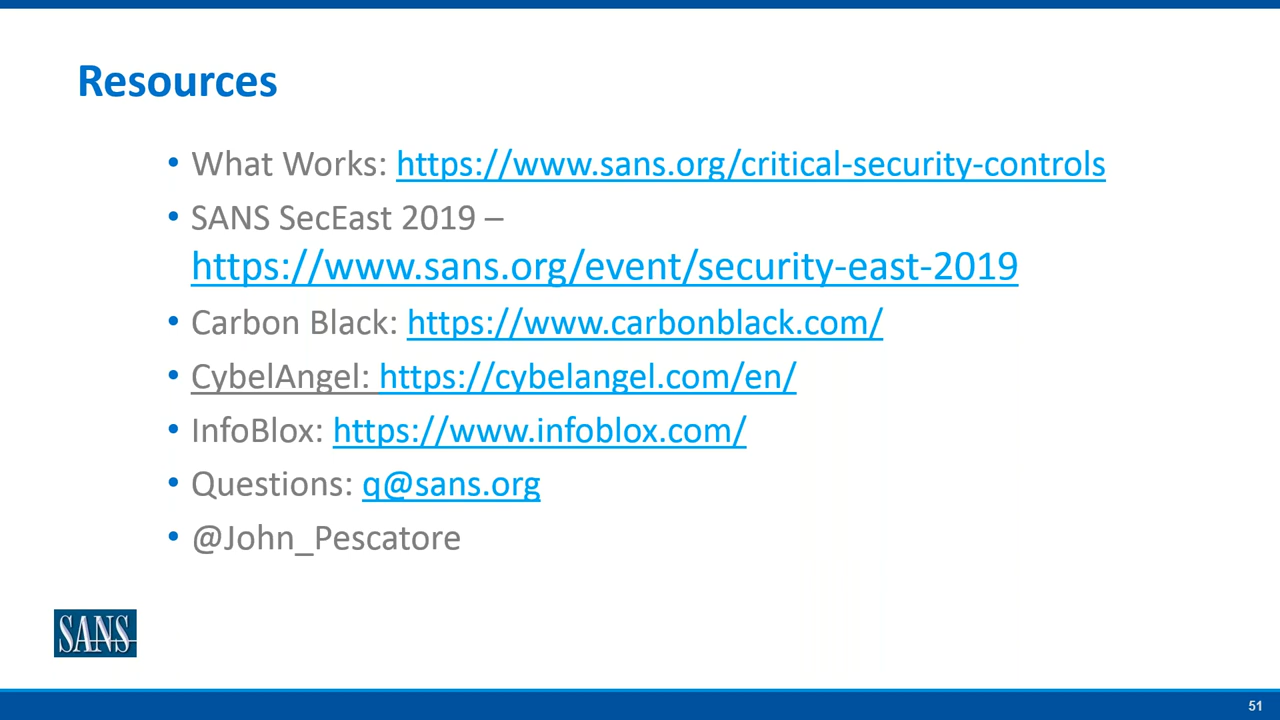 Resources
• What Works: https://www.sans.org/critical-security-controls
• SANS SecEast 2019 –
https://www.sans.org/event/security-east-2019
• Carbon Black: https://www.carbonblack.com/
• CybelAngel: https://cybelangel.com/en/
• InfoBlox: https://www.infoblox.com/
• Questions: q@sans.org
• @John_Pescatore
SANS
51